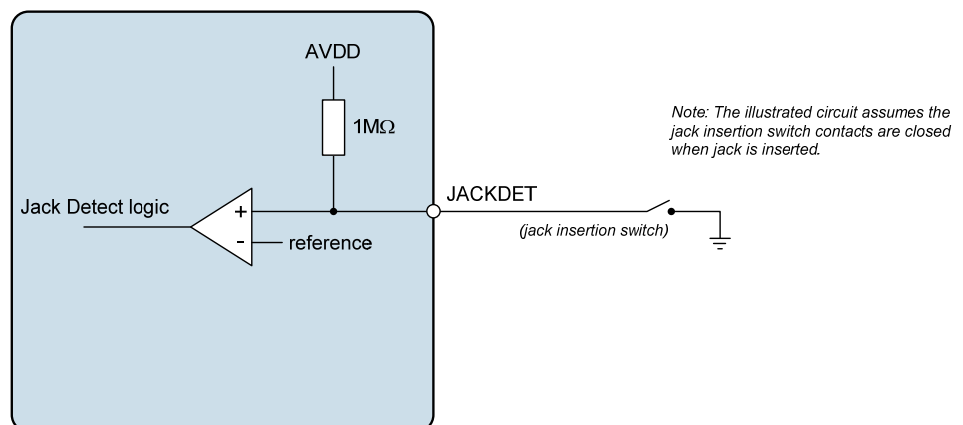 AVDD
1MΩ
Note: The illustrated circuit assumes the
jack insertion switch contacts are closed
when jack is inserted.
JACKDET
Jack Detect logic
+
(jack insertion switch)
-
reference